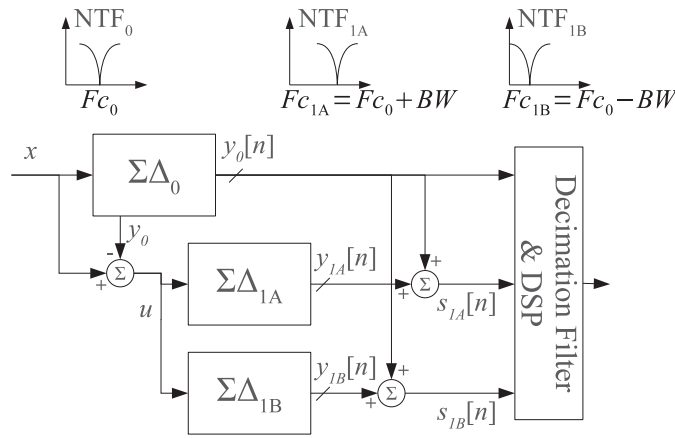 NTF₀
NTF₁A
NTF₁B
Fc₀
Fc₁A = Fc₀ + BW
Fc₁B = Fc₀ − BW
x
ΣΔ₀
y₀[n]
y₀
-
+
Σ
u
ΣΔ₁A
y₁A[n]
+
+
Σ
s₁A[n]
ΣΔ₁B
y₁B[n]
+
+
Σ
s₁B[n]
Decimation Filter
& DSP